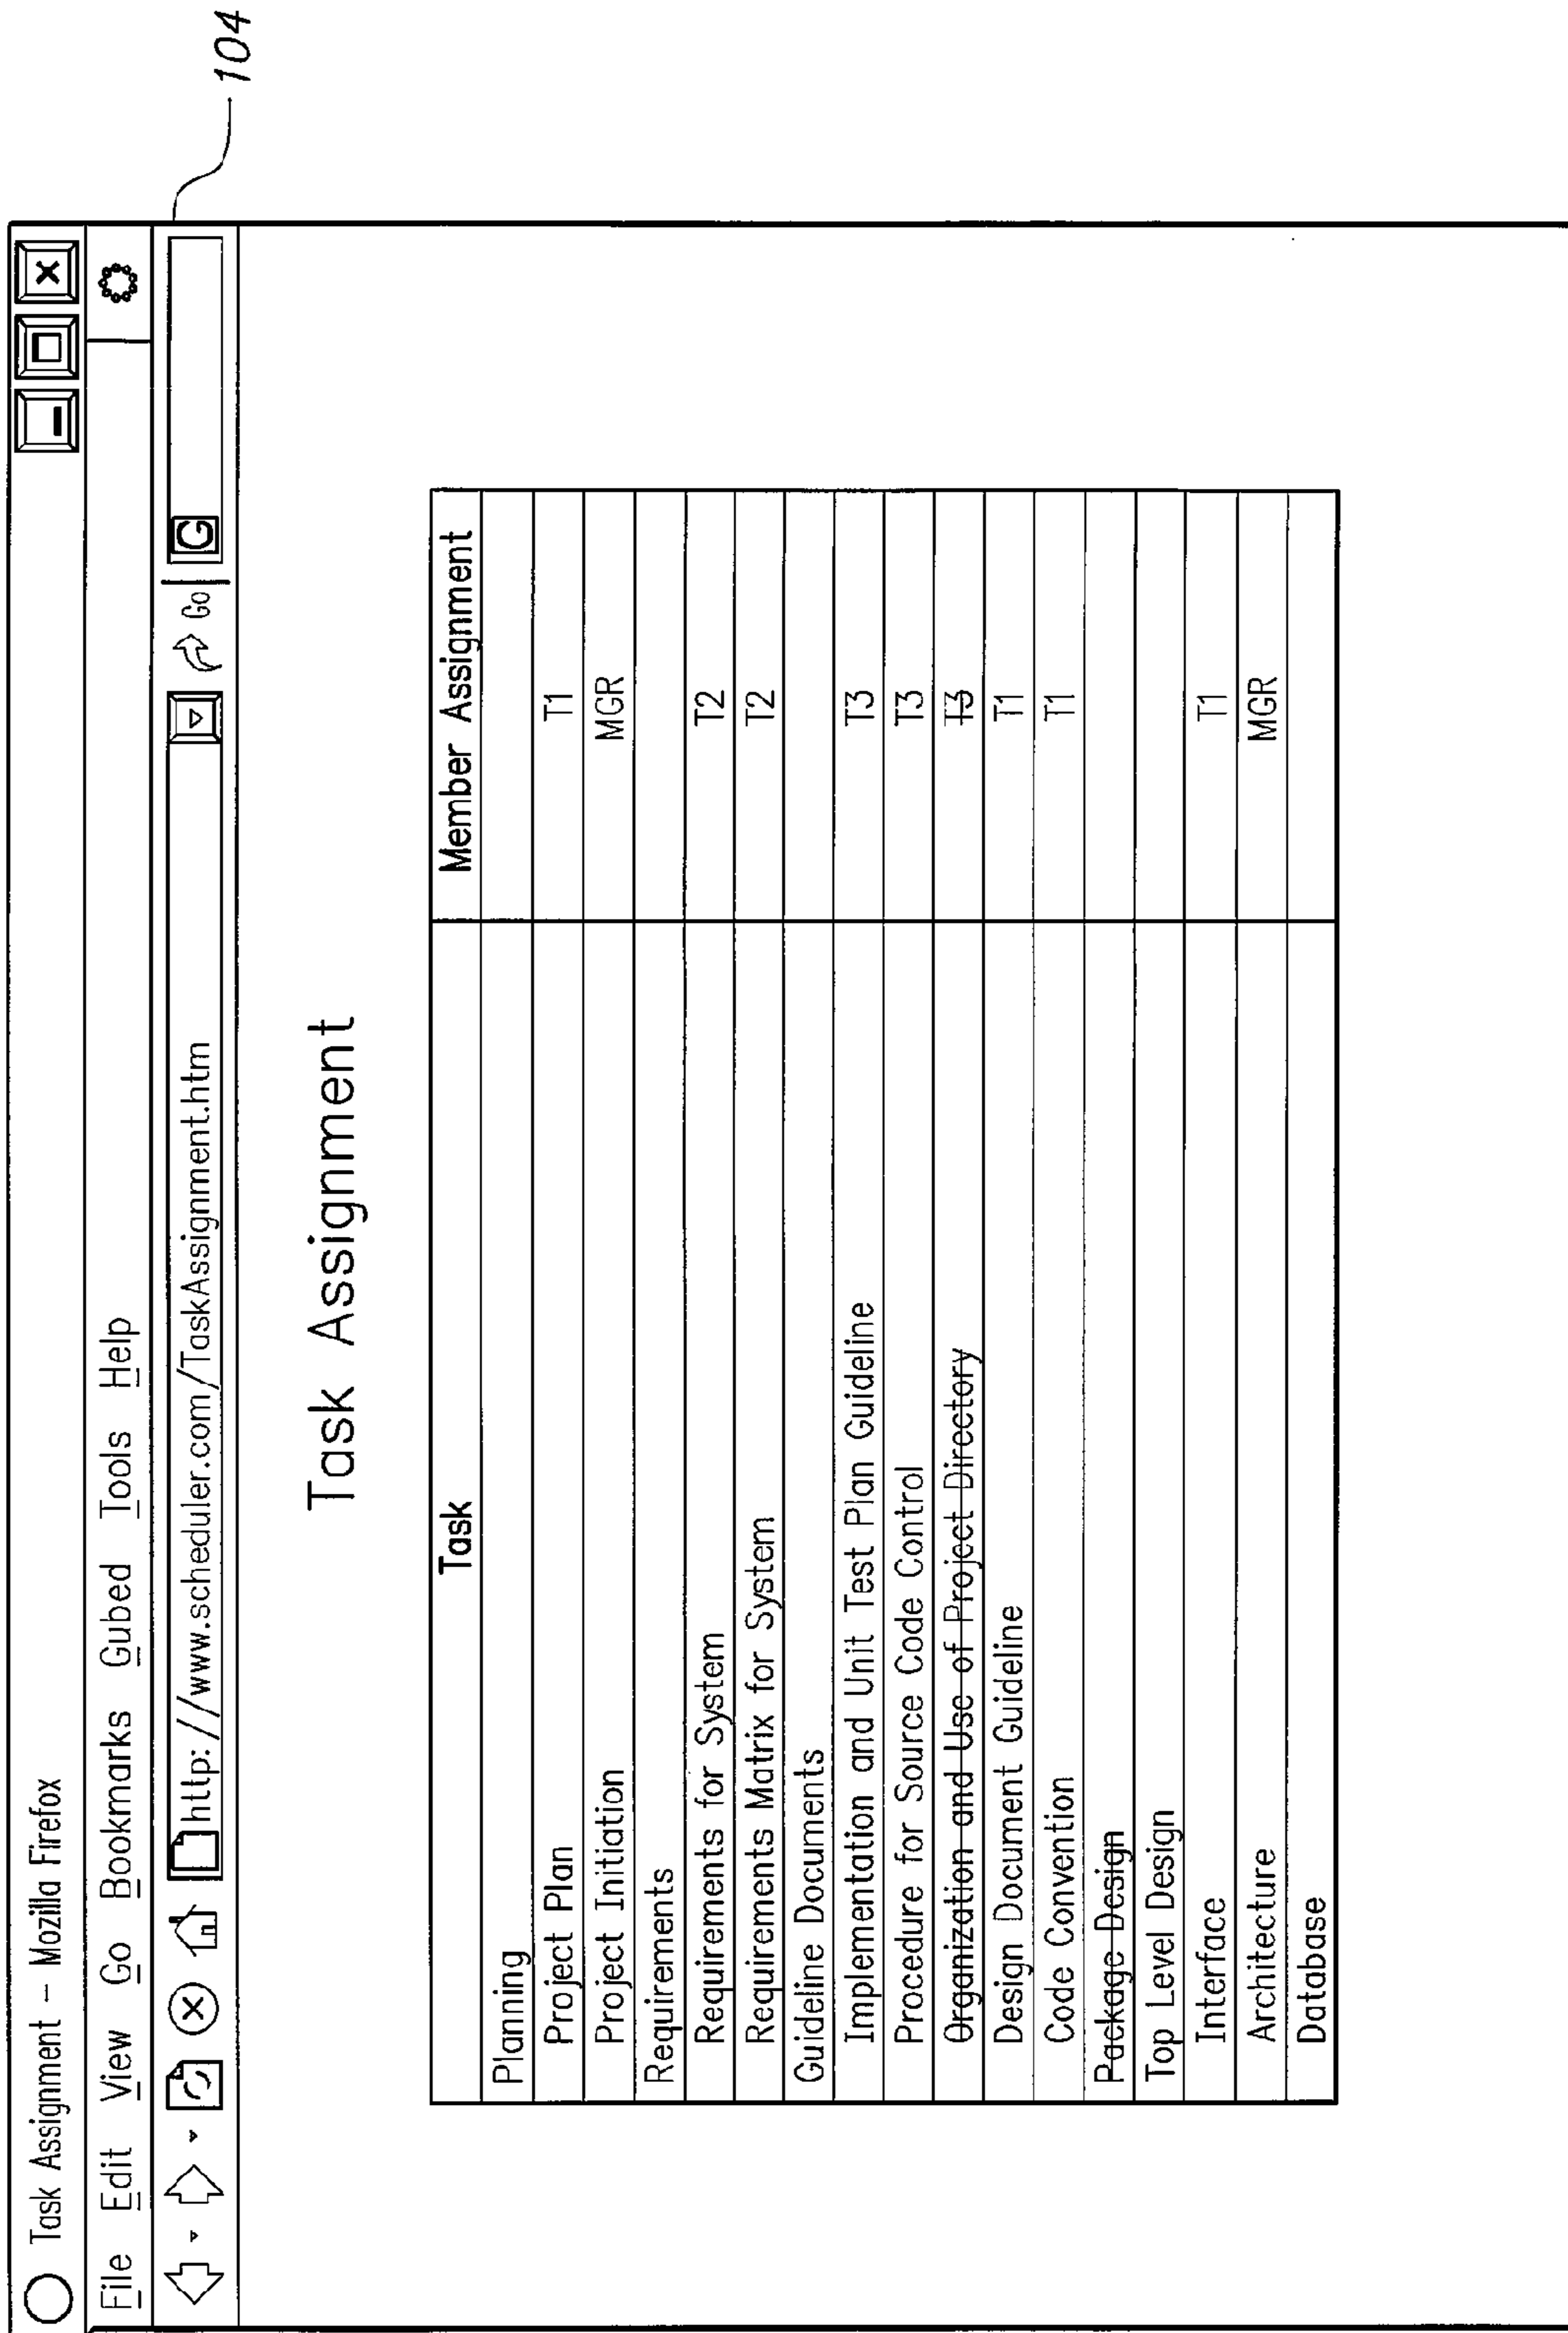 Task Assignment – Mozilla Firefox
File Edit View Go Bookmarks Gubed Tools Help
http: //www.scheduler.com/TaskAssignment.htm Go G
104
Task Assignment
Task Member Assignment
Planning
Project Plan T1
Project Initiation MGR
Requirements
Requirements for System T2
Requirements Matrix for System T2
Guideline Documents
Implementation and Unit Test Plan Guideline T3
Procedure for Source Code Control T3
Organization and Use of Project Directory T3
Design Document Guideline T1
Code Convention T1
Package Design
Top Level Design
Interface T1
Architecture MGR
Database